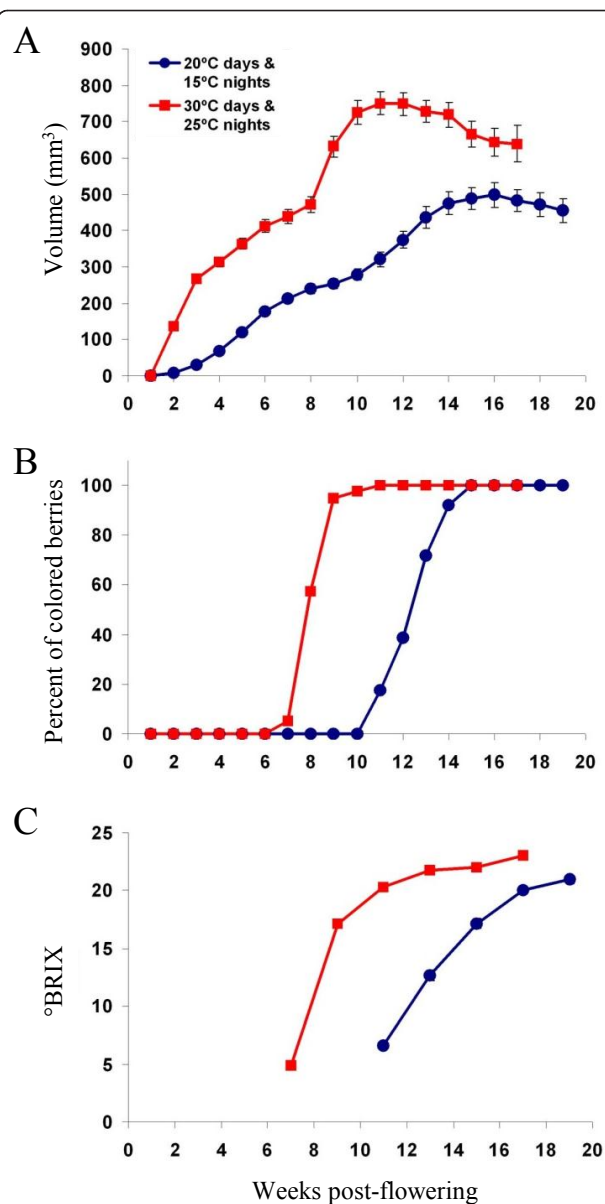 A
900
800
700
600
500
400
300
200
100
0
Volume (mm³)
20ºC days &
15ºC nights
30ºC days &
25ºC nights
0 2 4 6 8 10 12 14 16 18 20
B
100
80
60
40
20
0
Percent of colored berries
0 2 4 6 8 10 12 14 16 18 20
C
25
20
15
10
5
0
°BRIX
0 2 4 6 8 10 12 14 16 18 20
Weeks post-flowering